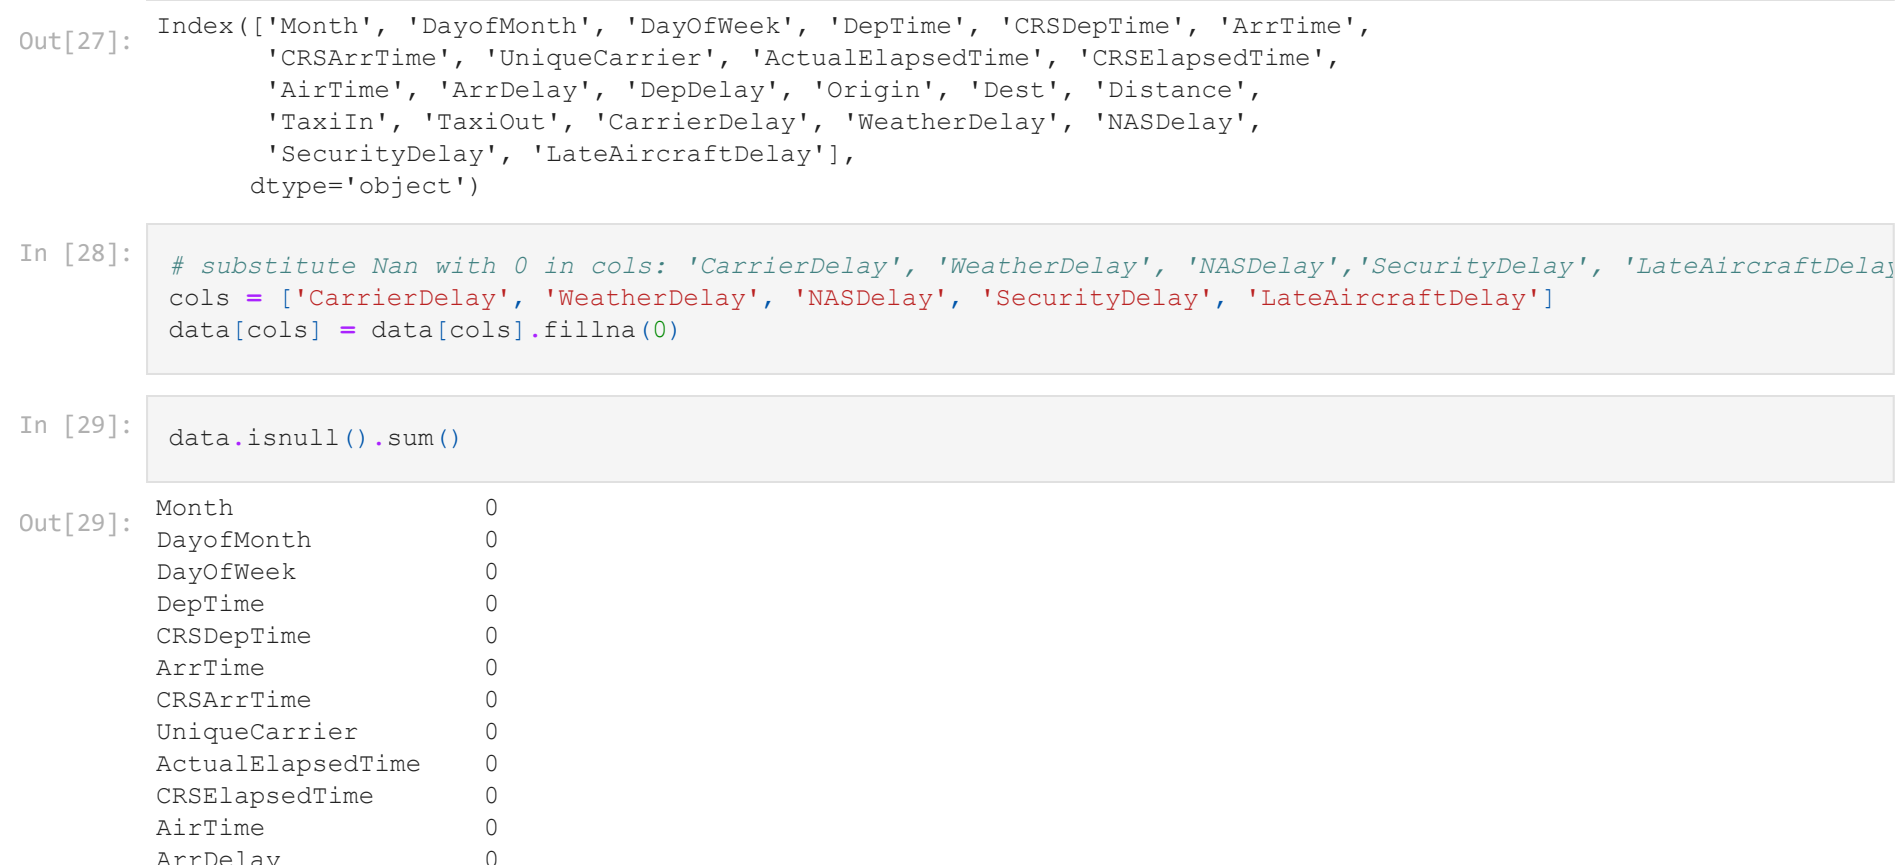 Out[27]: Index(['Month', 'DayofMonth', 'DayOfWeek', 'DepTime', 'CRSDepTime', 'ArrTime',
'CRSArrTime', 'UniqueCarrier', 'ActualElapsedTime', 'CRSElapsedTime',
'AirTime', 'ArrDelay', 'DepDelay', 'Origin', 'Dest', 'Distance',
'TaxiIn', 'TaxiOut', 'CarrierDelay', 'WeatherDelay', 'NASDelay',
'SecurityDelay', 'LateAircraftDelay'],
dtype='object')
In [28]:
# substitute Nan with 0 in cols: 'CarrierDelay', 'WeatherDelay', 'NASDelay','SecurityDelay', 'LateAircraftDelay
cols = ['CarrierDelay', 'WeatherDelay', 'NASDelay', 'SecurityDelay', 'LateAircraftDelay']
data[cols] = data[cols].fillna(0)
In [29]:
data.isnull().sum()
Out[29]:
Month 0
DayofMonth 0
DayOfWeek 0
DepTime 0
CRSDepTime 0
ArrTime 0
CRSArrTime 0
UniqueCarrier 0
ActualElapsedTime 0
CRSElapsedTime 0
AirTime 0
ArrDelay 0